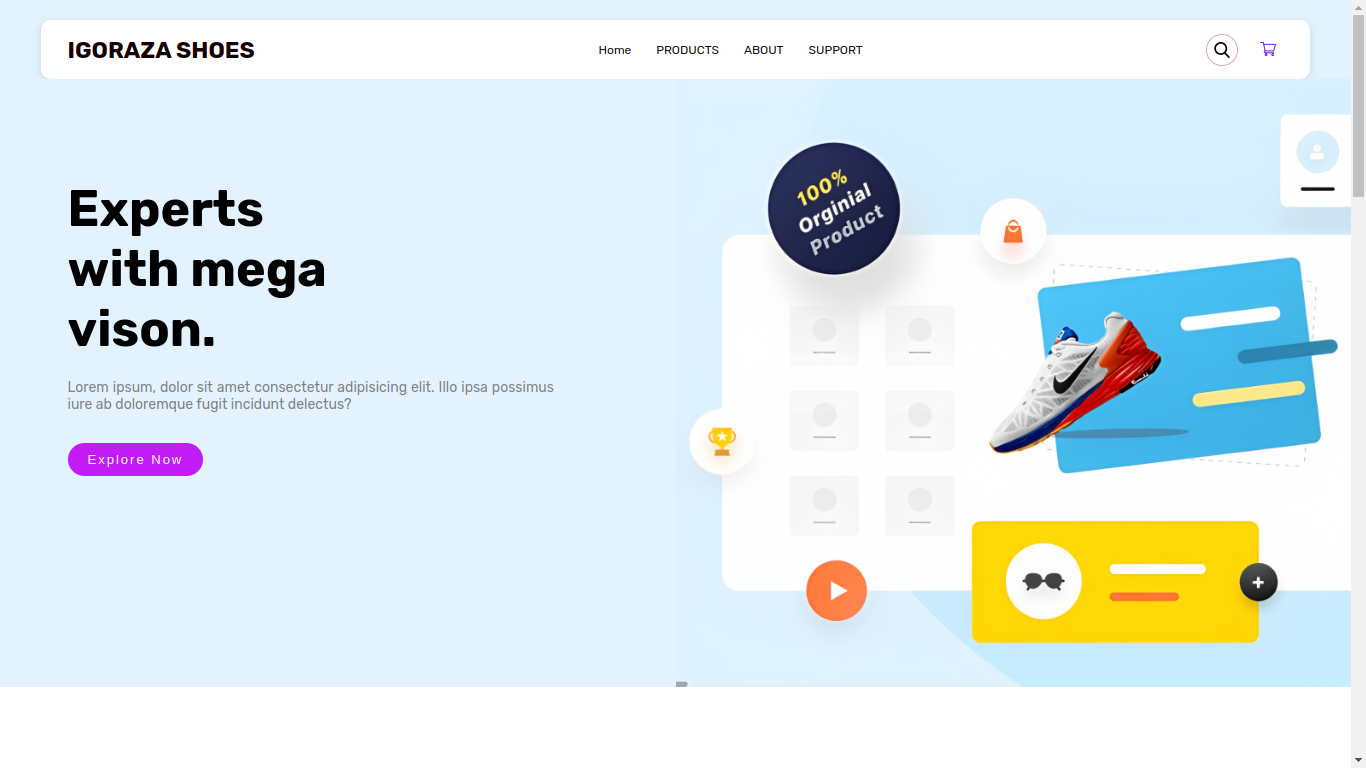 IGORAZA SHOES
Home PRODUCTS ABOUT SUPPORT
Experts
with mega
vison.
Lorem ipsum, dolor sit amet consectetur adipisicing elit. Illo ipsa possimus
iure ab doloremque fugit incidunt delectus?
Explore Now
100%
Orginial
Product